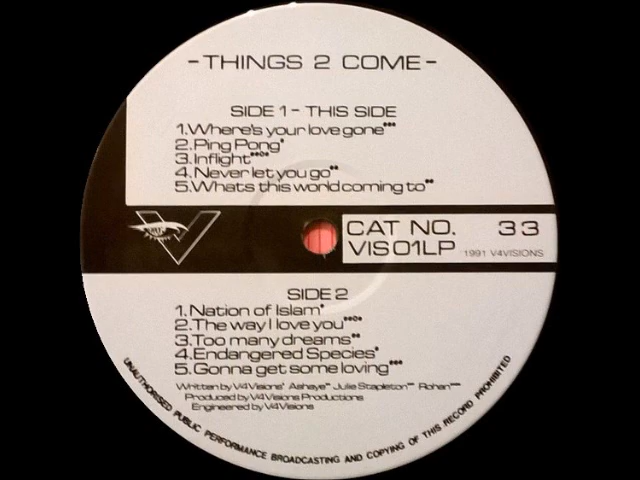 -THINGS 2 COME-
SIDE 1 - THIS SIDE
1.Where's your love gone***
2.Ping Pong*
3.Inflight**o*
4.Never let you go**
5.Whats this world coming to**
V
CAT NO. 33
VIS01LP 1991 V4VISIONS
SIDE 2
1.Nation of Islam*
2.The way I love you**o*
3.Too many dreams**
4.Endangered Species*
5.Gonna get some loving***
Written by V4Visions* Ashaye** Julie Stapleton*** Rohan****
Produced by V4Visions Productions
Engineered by V4Visions
UNAUTHORISED PUBLIC PERFORMANCE BROADCASTING AND COPYING OF THIS RECORD PROHIBITED